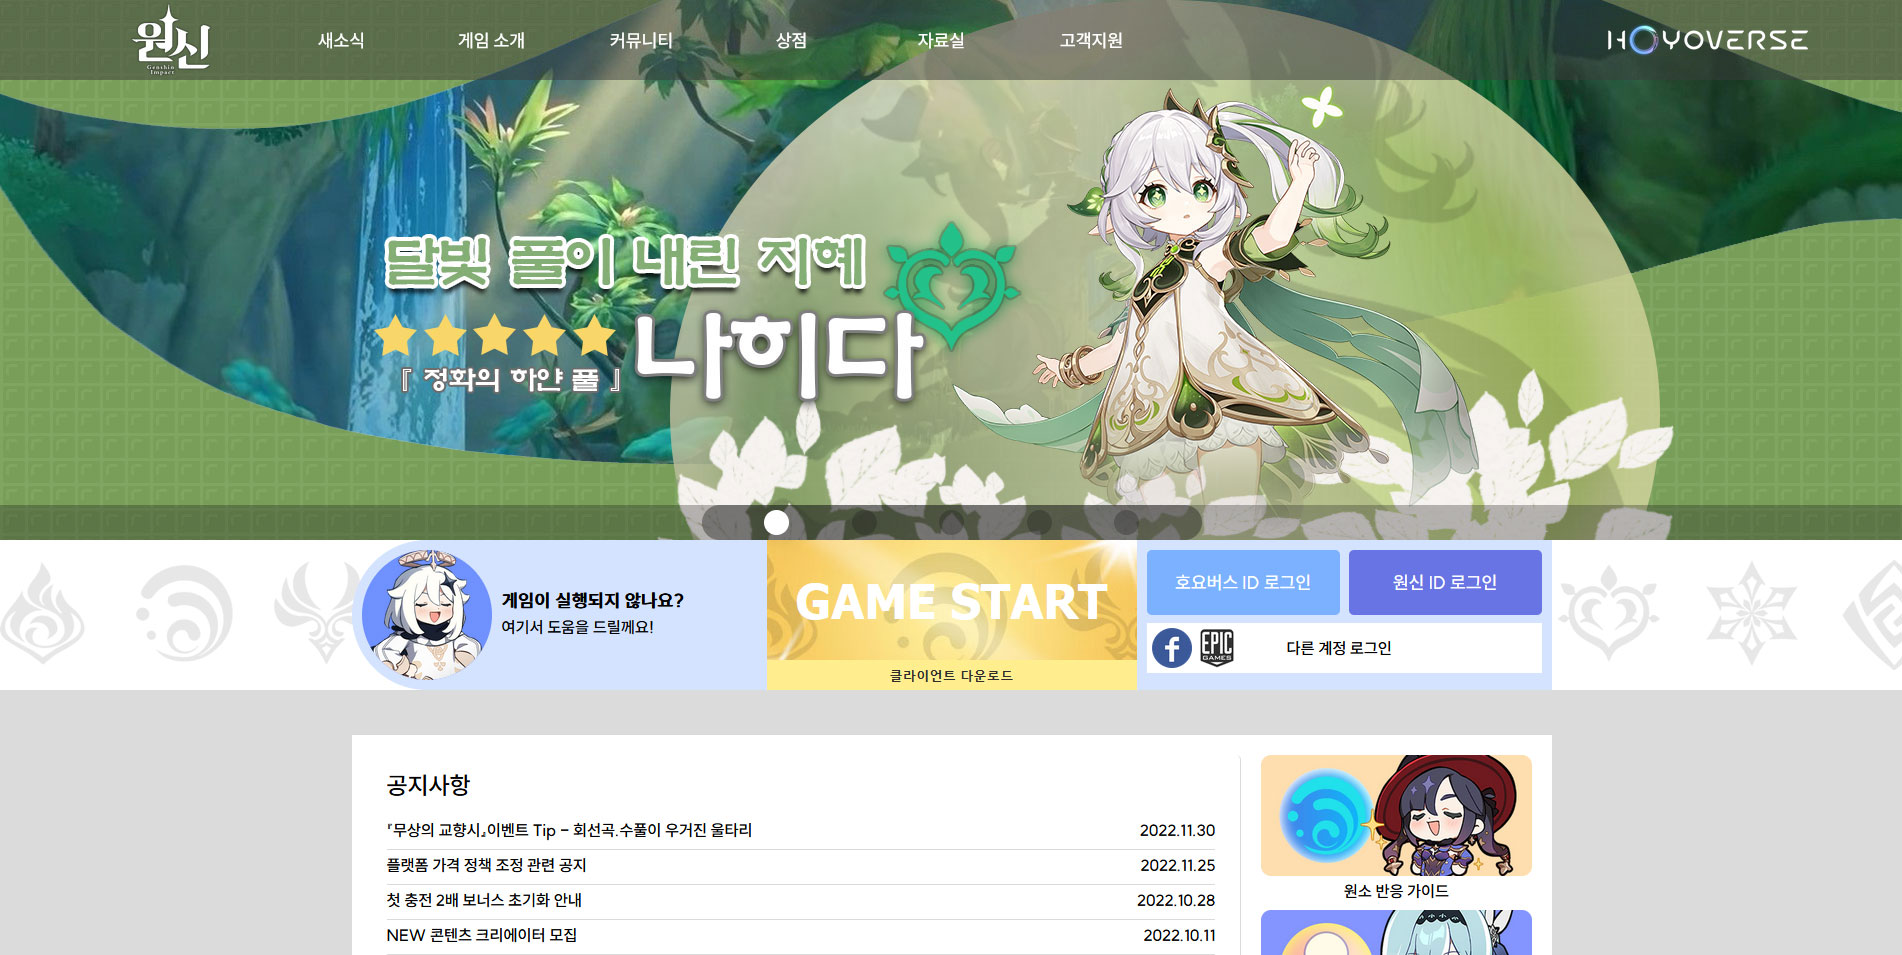 원신
Genshin
Impact
새소식
게임 소개
커뮤니티
상점
자료실
고객지원
HOYOVERSE
달빛 풀이 내린 지혜
나히다
『 정화의 하얀 풀 』
게임이 실행되지 않나요?
여기서 도움을 드릴께요!
GAME START
클라이언트 다운로드
호요버스 ID 로그인
원신 ID 로그인
EPIC
GAMES
다른 계정 로그인
공지사항
『무상의 교향시』이벤트 Tip - 회선곡.수풀이 우거진 울타리 2022.11.30
플랫폼 가격 정책 조정 관련 공지 2022.11.25
첫 충전 2배 보너스 초기화 안내 2022.10.28
NEW 콘텐츠 크리에이터 모집 2022.10.11
원소 반응 가이드